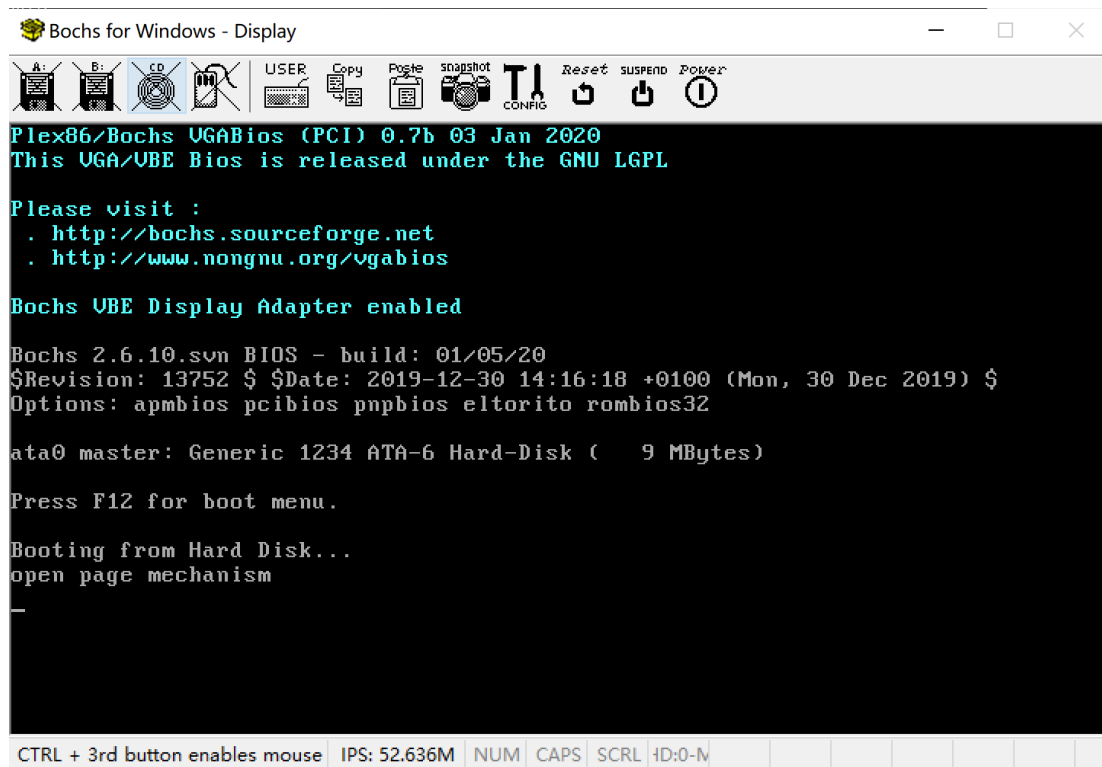 Bochs for Windows - Display
A: B: CD USER Copy Poste snapshot CONFIG Reset SUSPEND Power
Plex86/Bochs VGABios (PCI) 0.7b 03 Jan 2020
This VGA/VBE Bios is released under the GNU LGPL
Please visit :
. http://bochs.sourceforge.net
. http://www.nongnu.org/vgabios
Bochs VBE Display Adapter enabled
Bochs 2.6.10.svn BIOS - build: 01/05/20
$Revision: 13752 $ $Date: 2019-12-30 14:16:18 +0100 (Mon, 30 Dec 2019) $
Options: apmbios pcibios pnpbios eltorito rombios32
ata0 master: Generic 1234 ATA-6 Hard-Disk (   9 MBytes)
Press F12 for boot menu.
Booting from Hard Disk...
open page mechanism
CTRL + 3rd button enables mouse IPS: 52.636M NUM CAPS SCRL